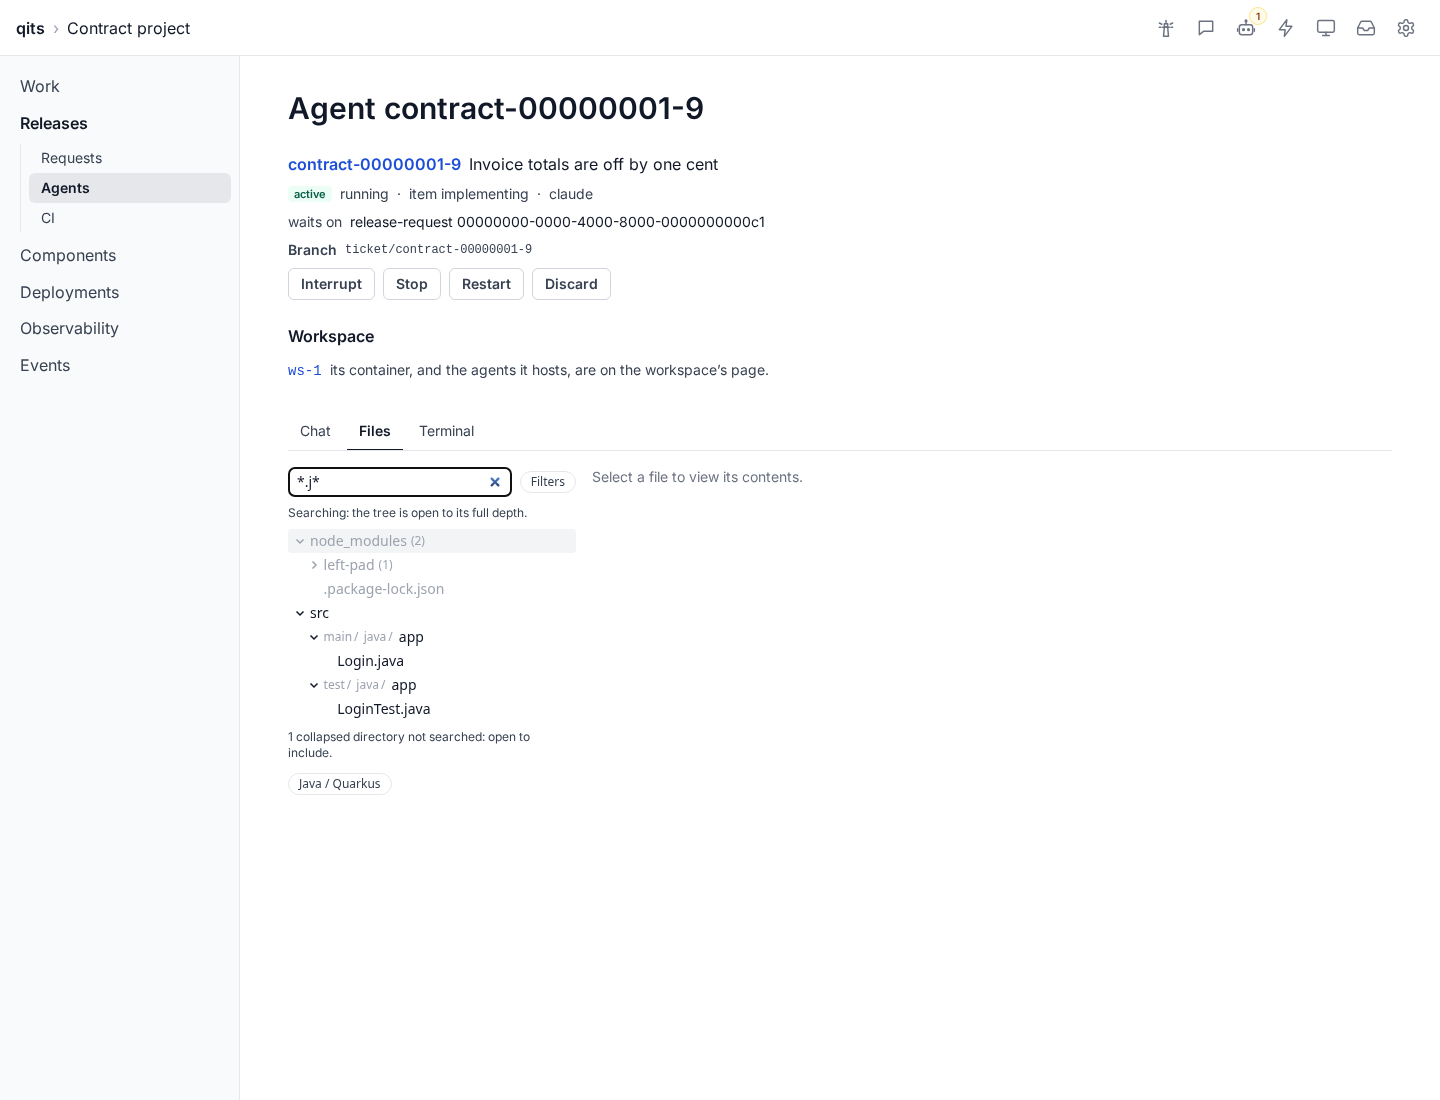 qits › Contract project
1
Work
Releases
Requests
Agents
CI
Components
Deployments
Observability
Events
Agent contract-00000001-9
contract-00000001-9 Invoice totals are off by one cent
active running · item implementing · claude
waits on release-request 00000000-0000-4000-8000-0000000000c1
Branch ticket/contract-00000001-9
Interrupt Stop Restart Discard
Workspace
ws-1 its container, and the agents it hosts, are on the workspace’s page.
Chat Files Terminal
*.j* Filters
Select a file to view its contents.
Searching: the tree is open to its full depth.
node_modules (2)
left-pad (1)
.package-lock.json
src
main/ java/ app
Login.java
test/ java/ app
LoginTest.java
1 collapsed directory not searched: open to
include.
Java / Quarkus